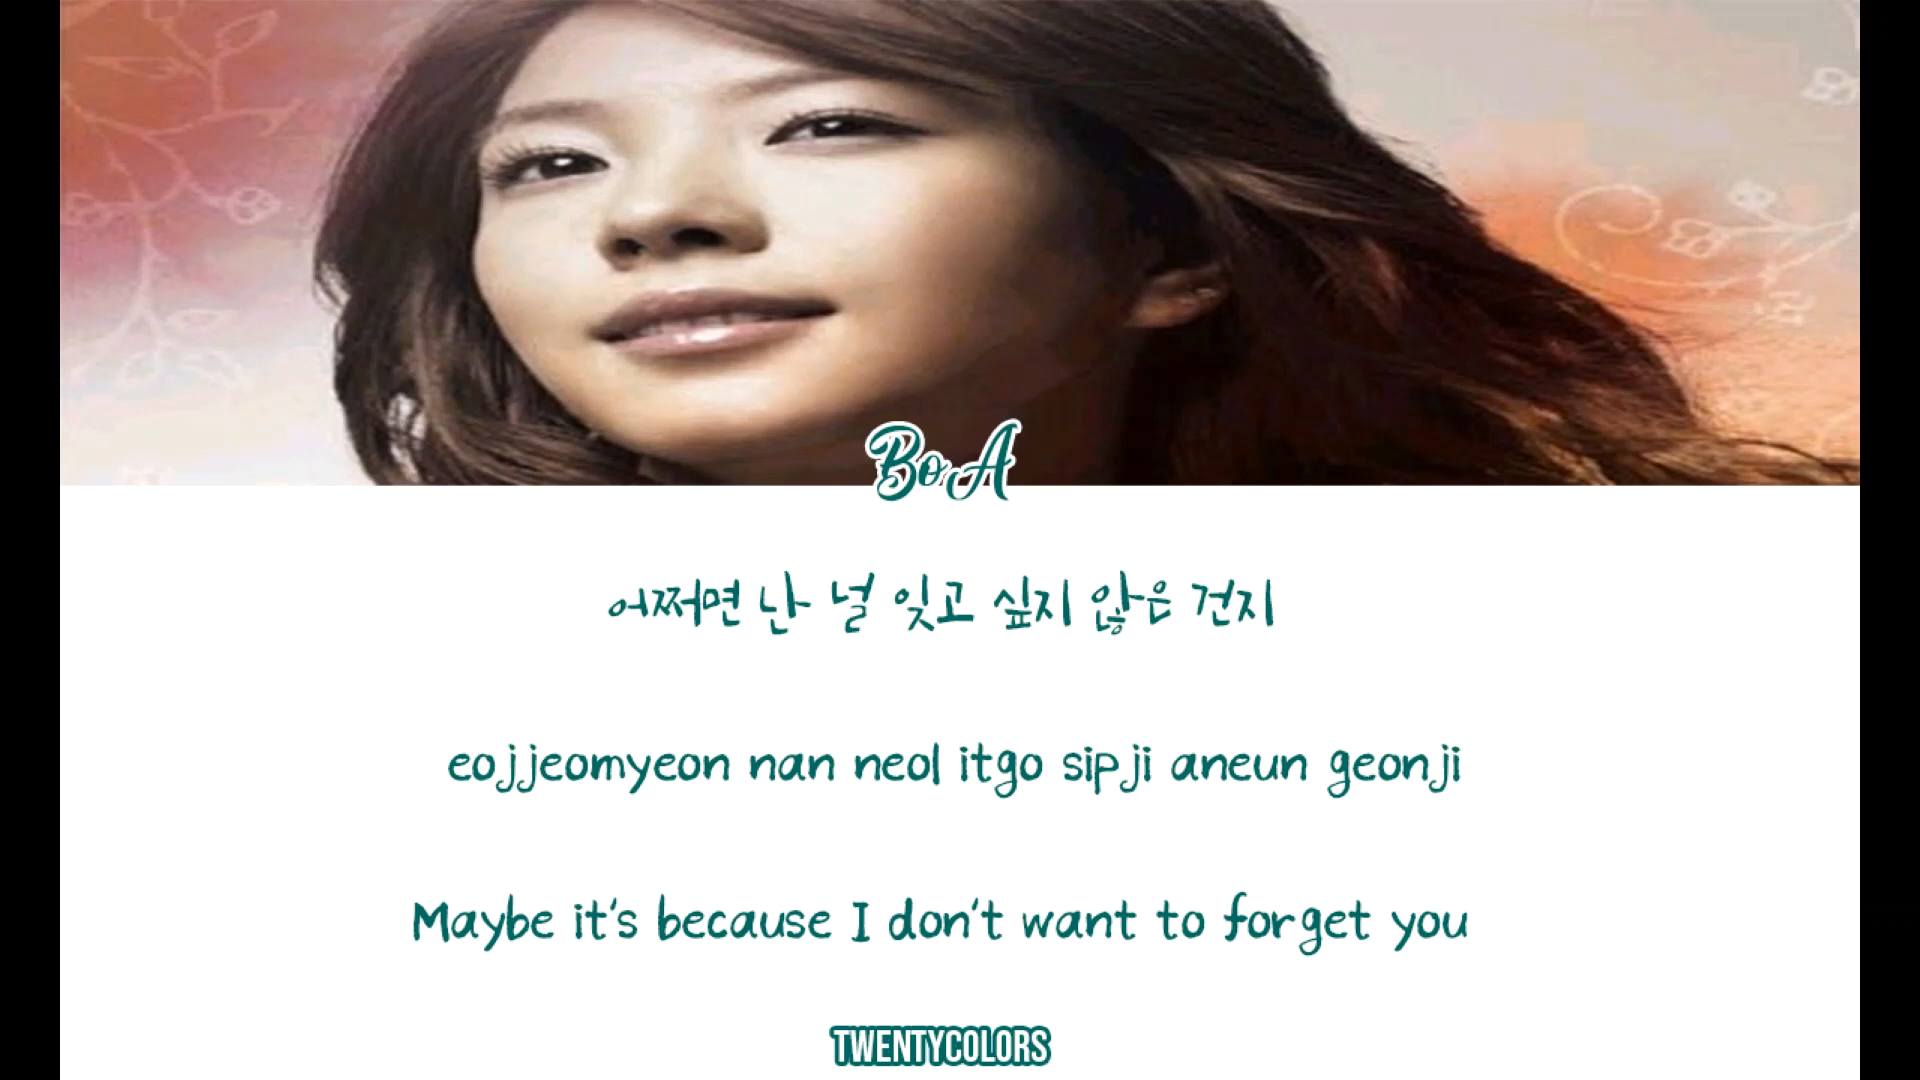 BoA
어쩌면 난 널 잊고 싶지 않은 건지
eojjeomyeon nan neol itgo sipji aneun geonji
Maybe it's because I don't want to forget you
TWENTYCOLORS